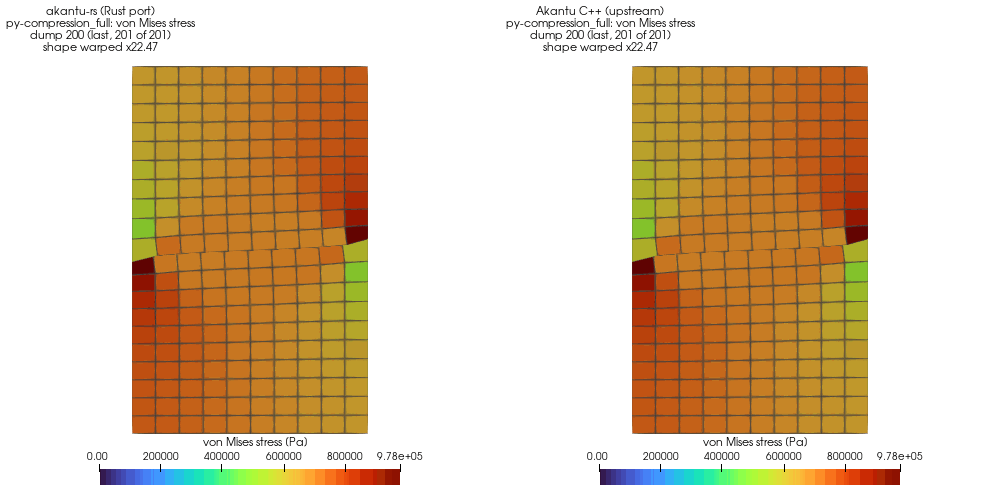 akantu-rs (Rust port)
py-compression_full: von Mises stress
dump 200 (last, 201 of 201)
shape warped x22.47
Akantu C++ (upstream)
py-compression_full: von Mises stress
dump 200 (last, 201 of 201)
shape warped x22.47
von Mises stress (Pa)
0.00 200000 400000 600000 800000 9.78e+05
von Mises stress (Pa)
0.00 200000 400000 600000 800000 9.78e+05